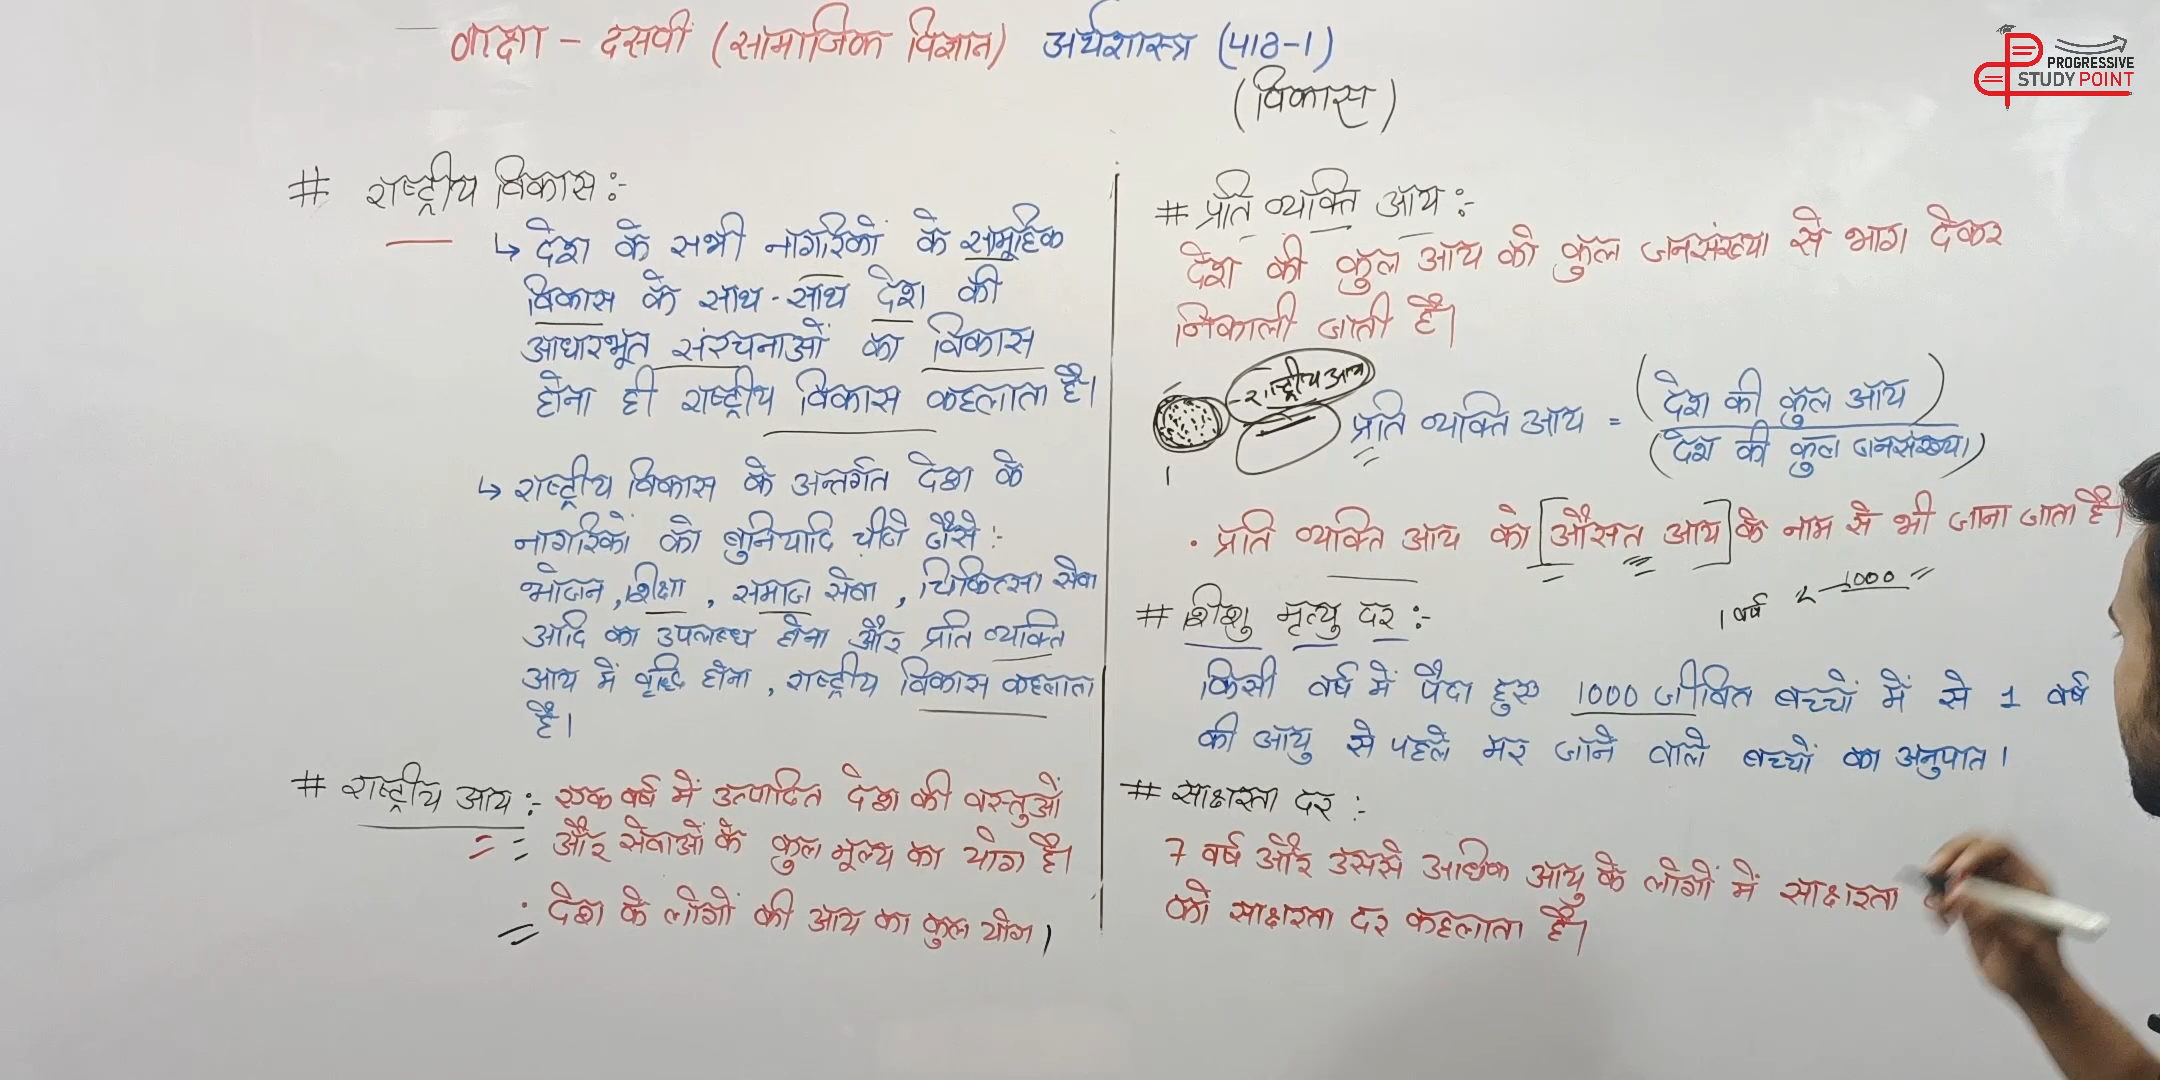 कक्षा - दसवीं (सामाजिक विज्ञान) अर्थशास्त्र (पाठ-1)
(विकास)
PROGRESSIVE
STUDY POINT
# राष्ट्रीय विकास :-
↳ देश के सभी नागरिकों के सामूहिक
विकास के साथ-साथ देश की
आधारभूत संरचनाओं का विकास
होना ही राष्ट्रीय विकास कहलाता है।
↳ राष्ट्रीय विकास के अन्तर्गत देश के
नागरिकों को बुनियादि चीजे जैसे :-
भोजन, शिक्षा, समाज सेवा, चिकित्सा सेवा
आदि का उपलब्ध होना और प्रति व्यक्ति
आय में वृद्धि होना, राष्ट्रीय विकास कहलाता
है।
# राष्ट्रीय आय :- एक वर्ष में उत्पादित देश की वस्तुओं
और सेवाओं के कुल मूल्य का योग है।
· देश के लोगों की आय का कुल योग।
# प्रति व्यक्ति आय :-
देश की कुल आय को कुल जनसंख्या से भाग देकर
निकाली जाती है।
राष्ट्रीय आय
प्रति व्यक्ति आय = (देश की कुल आय)
(देश की कुल जनसंख्या)
· प्रति व्यक्ति आय को [औसत आय] के नाम से भी जाना जाता है।
1 वर्ष < 1000
# शिशु मृत्यु दर :-
किसी वर्ष में पैदा हुए 1000 जीवित बच्चों में से 1 वर्ष
की आयु से पहले मर जाने वाले बच्चों का अनुपात।
# साक्षरता दर :-
7 वर्ष और उससे अधिक आयु के लोगों में साक्षरता
को साक्षरता दर कहलाता है।